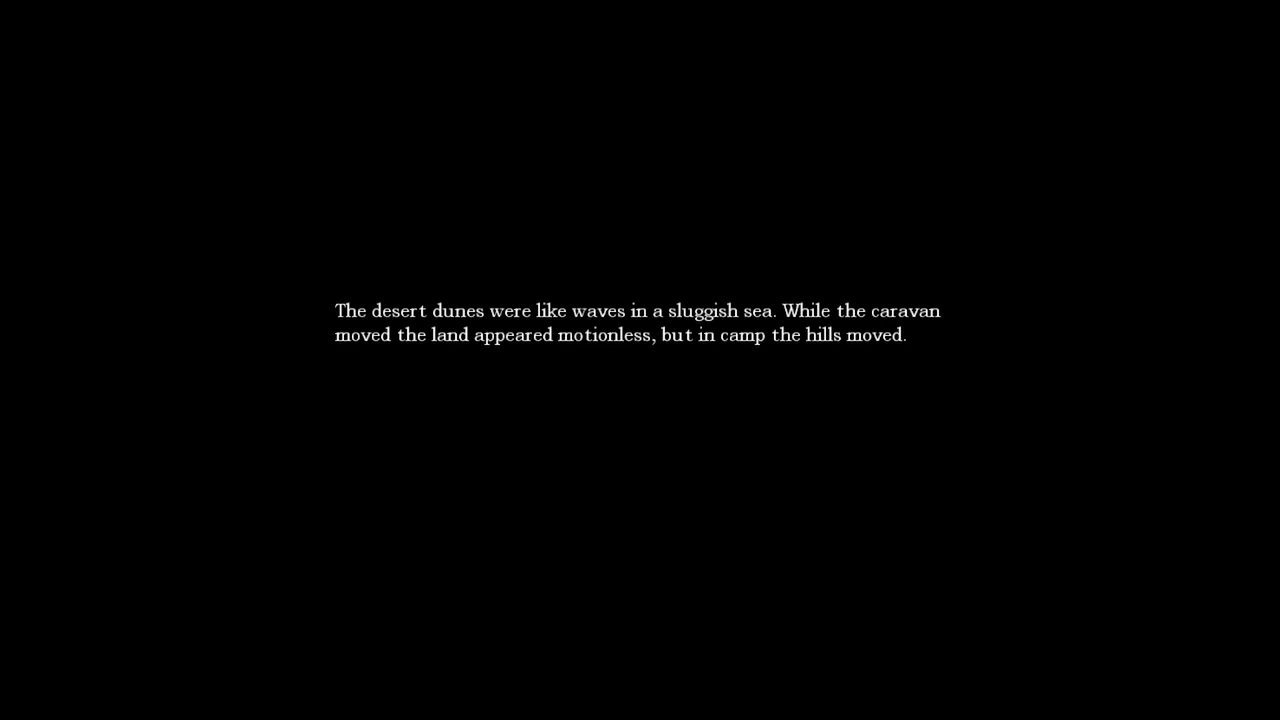 The desert dunes were like waves in a sluggish sea. While the caravan
moved the land appeared motionless, but in camp the hills moved.